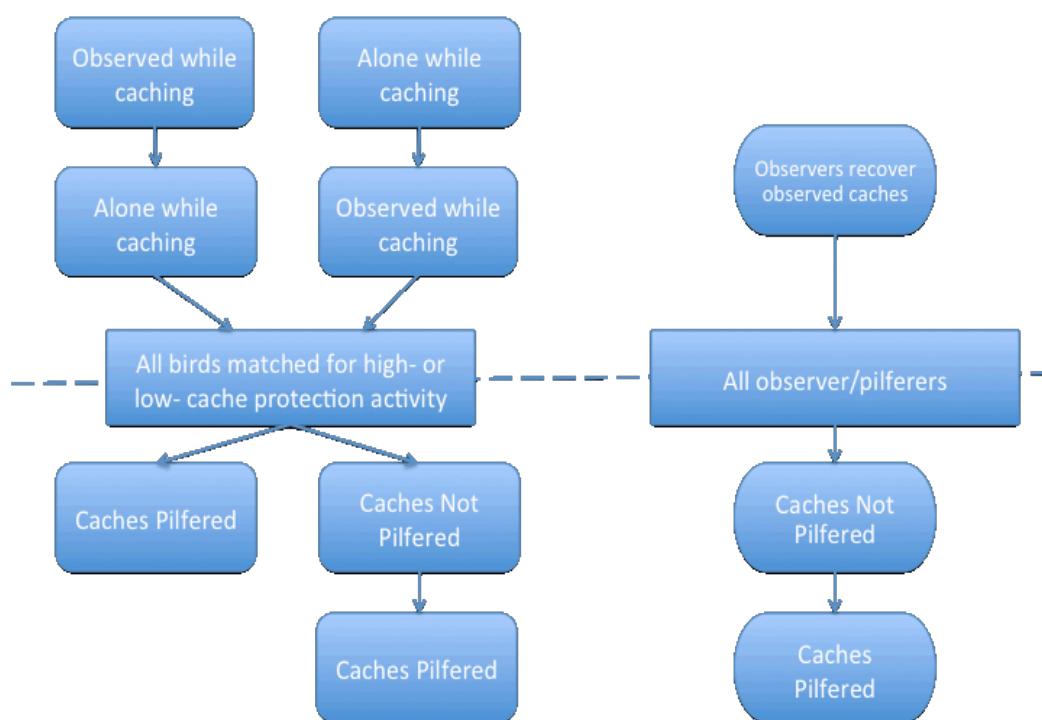 Observed while
caching
Alone while
caching
Alone while
caching
Observed while
caching
All birds matched for high- or
low- cache protection activity
Caches Pilfered
Caches Not
Pilfered
Caches Pilfered
Observers recover
observed caches
All observer/pilferers
Caches Not
Pilfered
Caches
Pilfered